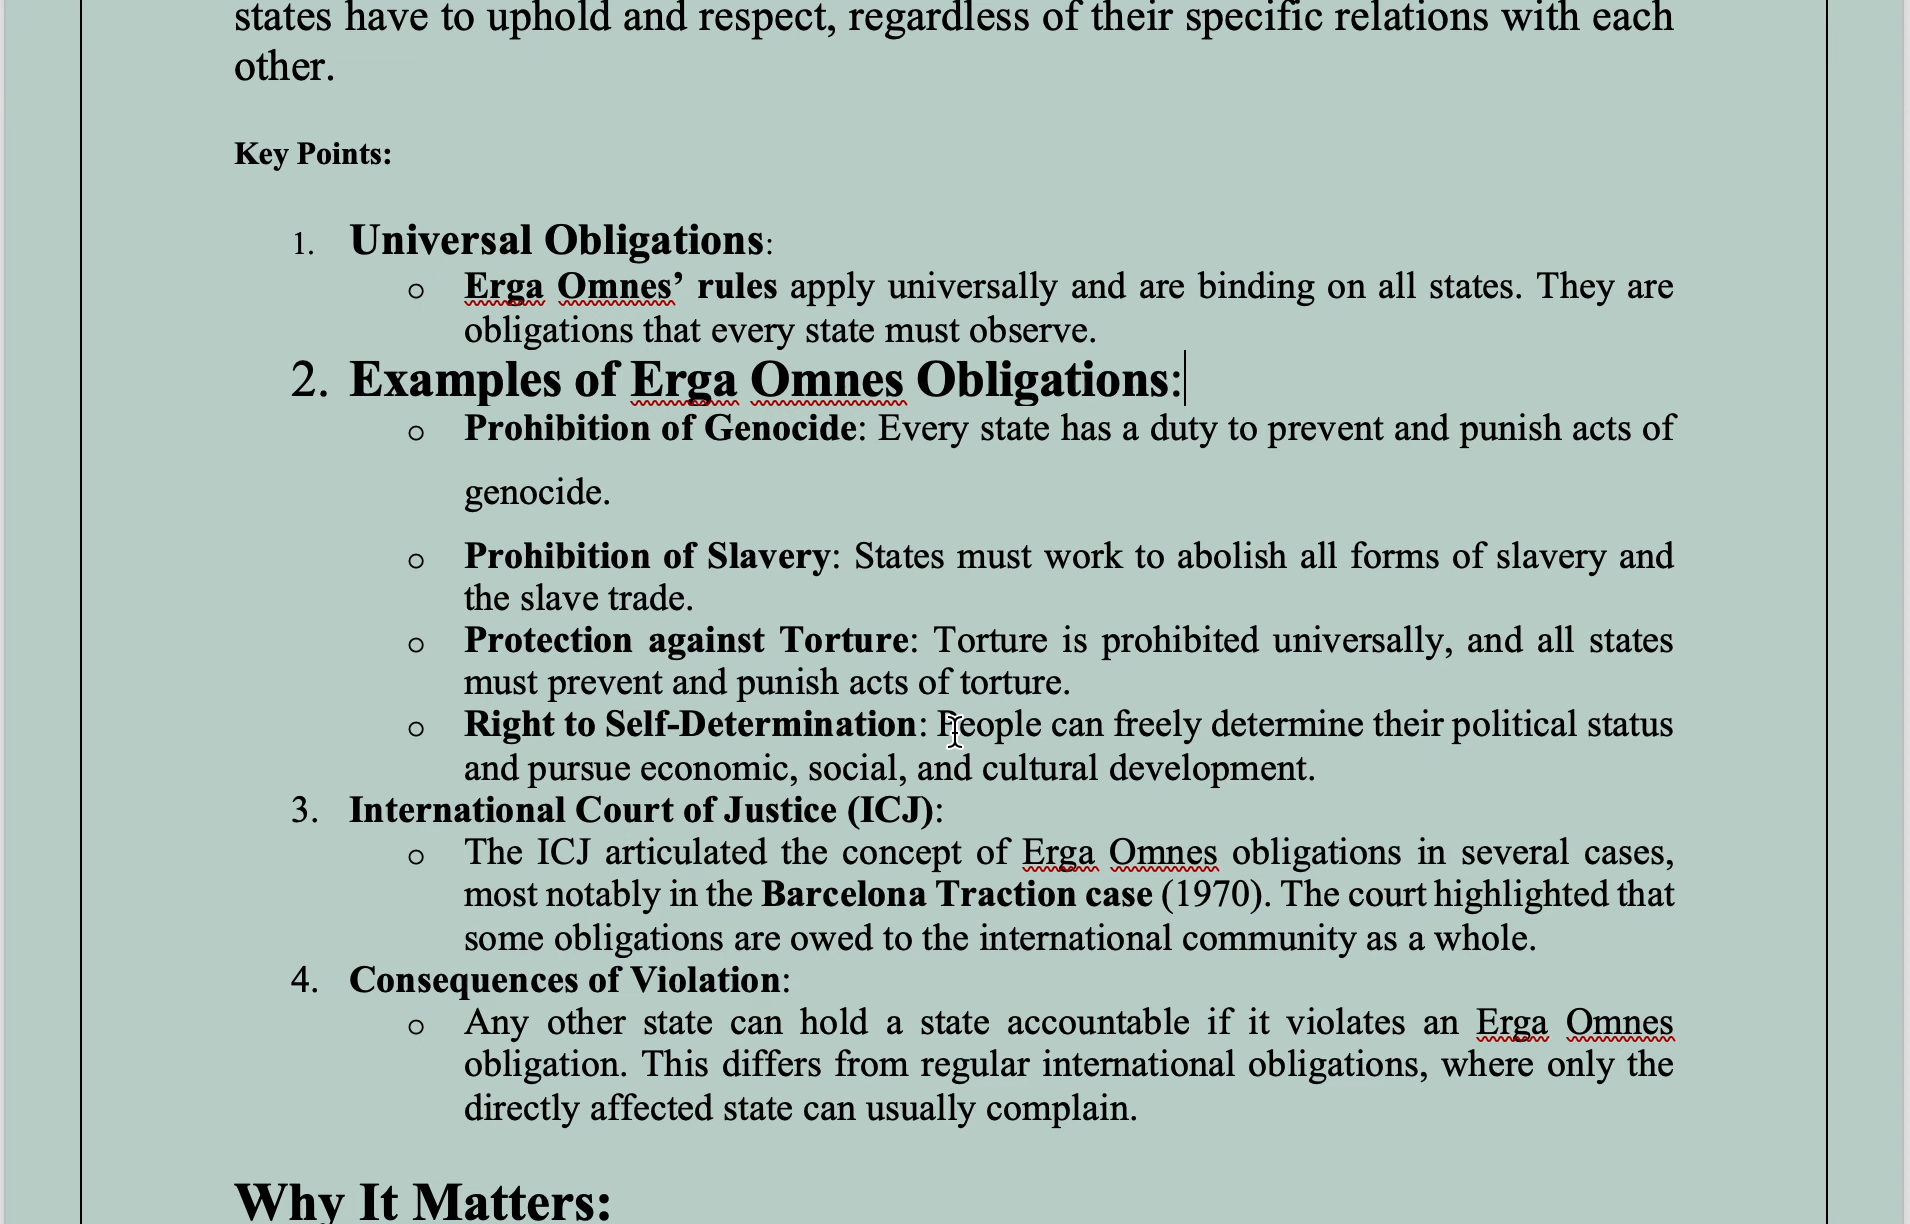 states have to uphold and respect, regardless of their specific relations with each
other.
Key Points:
1. Universal Obligations:
o Erga Omnes’ rules apply universally and are binding on all states. They are
obligations that every state must observe.
2. Examples of Erga Omnes Obligations:
o Prohibition of Genocide: Every state has a duty to prevent and punish acts of
genocide.
o Prohibition of Slavery: States must work to abolish all forms of slavery and
the slave trade.
o Protection against Torture: Torture is prohibited universally, and all states
must prevent and punish acts of torture.
o Right to Self-Determination: People can freely determine their political status
and pursue economic, social, and cultural development.
3. International Court of Justice (ICJ):
o The ICJ articulated the concept of Erga Omnes obligations in several cases,
most notably in the Barcelona Traction case (1970). The court highlighted that
some obligations are owed to the international community as a whole.
4. Consequences of Violation:
o Any other state can hold a state accountable if it violates an Erga Omnes
obligation. This differs from regular international obligations, where only the
directly affected state can usually complain.
Why It Matters: